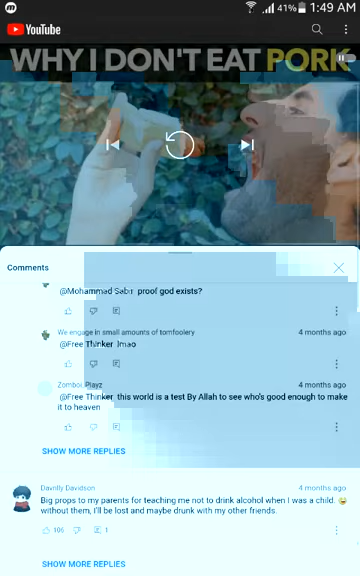 41% 1:49 AM
YouTube
WHY I DON'T EAT PORK
Comments
@Mohammad Sabir proof god exists?
We engage in small amounts of tomfoolery 4 months ago
@Free Thinker lmao
Zombou Playz 4 months ago
@Free Thinker this world is a test By Allah to see who's good enough to make
it to heaven
SHOW MORE REPLIES
Davrilly Davidson 4 months ago
Big props to my parents for teaching me not to drink alcohol when I was a child. 😅
without them, I'll be lost and maybe drunk with my other friends.
106 1
SHOW MORE REPLIES